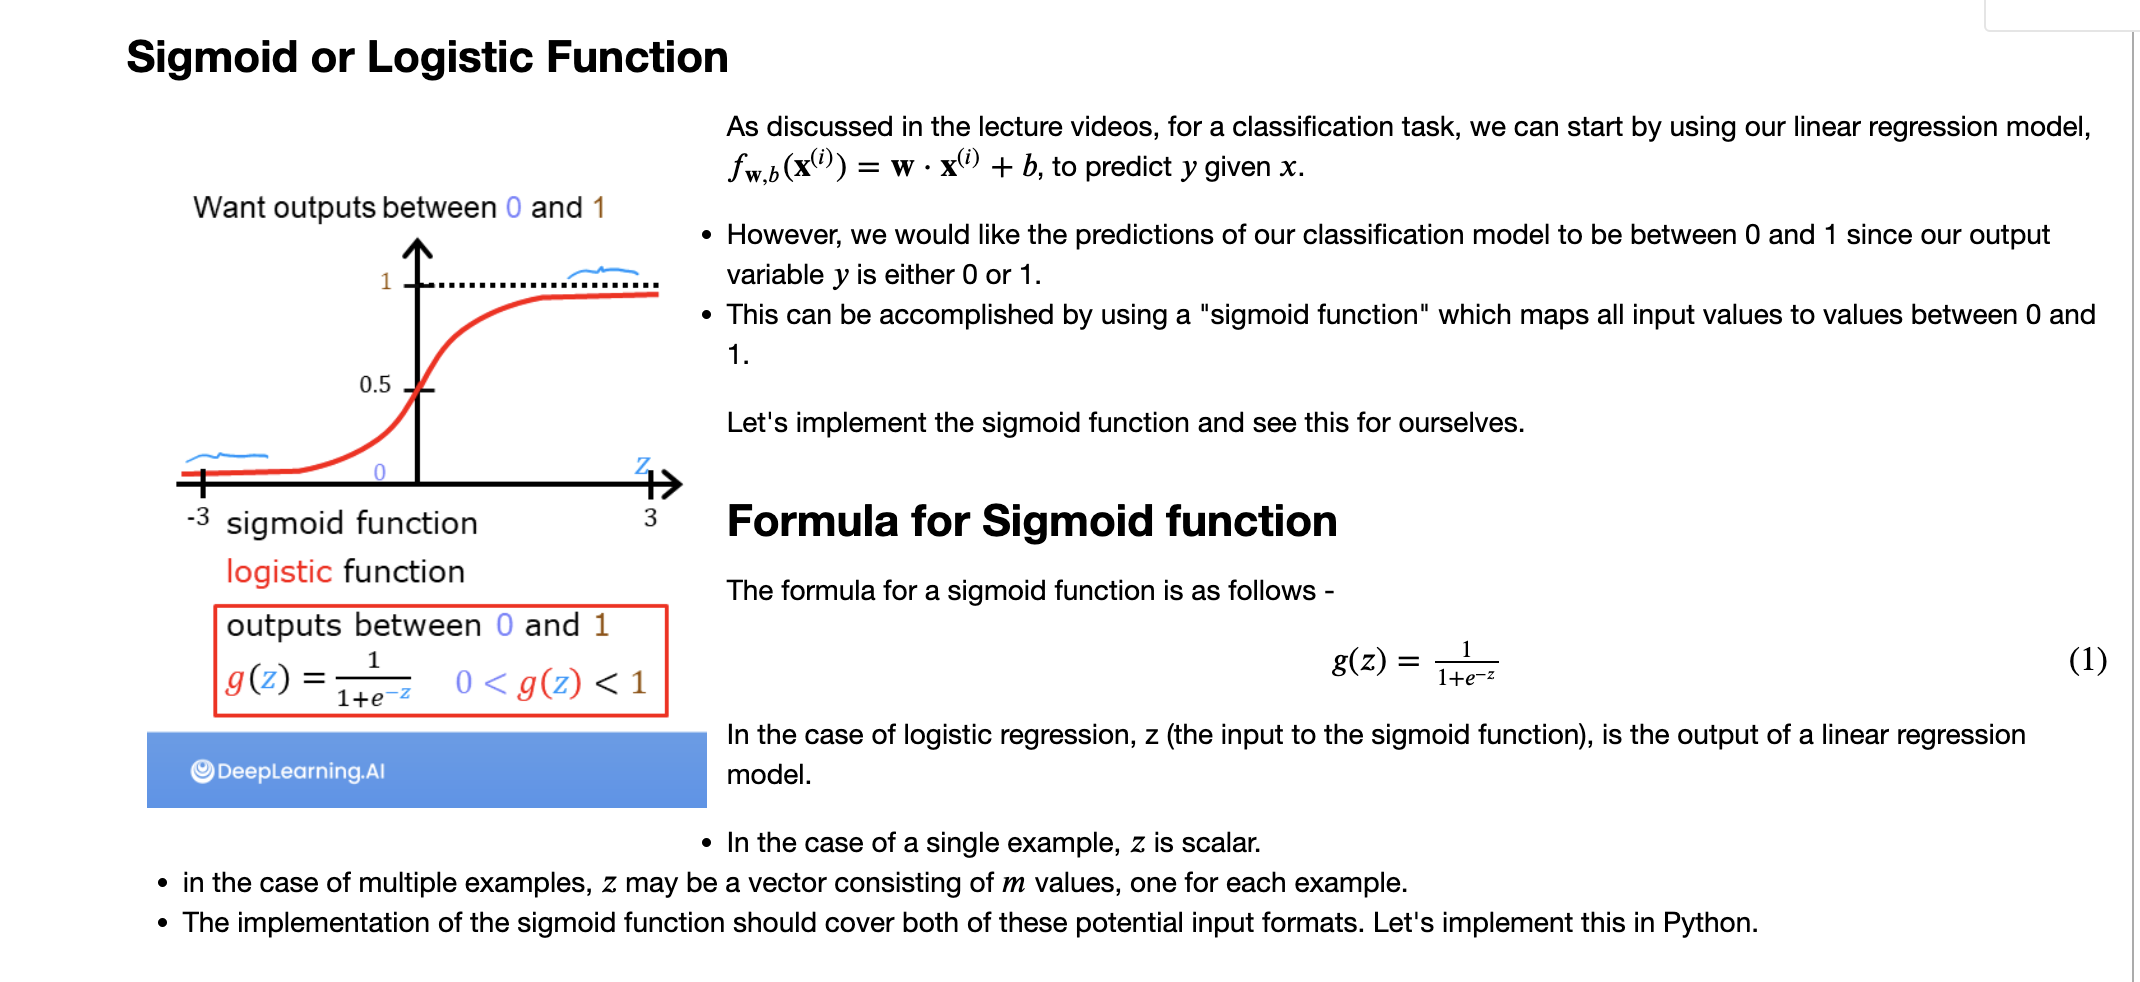 Sigmoid or Logistic Function
As discussed in the lecture videos, for a classification task, we can start by using our linear regression model,
f_{w,b}(x^{(i)}) = w · x^{(i)} + b, to predict y given x.
However, we would like the predictions of our classification model to be between 0 and 1 since our output
variable y is either 0 or 1.
This can be accomplished by using a "sigmoid function" which maps all input values to values between 0 and
1.
Let's implement the sigmoid function and see this for ourselves.
Want outputs between 0 and 1
1
0.5
0
z
-3
3
sigmoid function
logistic function
outputs between 0 and 1
g(z) = \frac{1}{1+e^{-z}} 0 < g(z) < 1
DeepLearning.AI
Formula for Sigmoid function
The formula for a sigmoid function is as follows -
g(z) = \frac{1}{1+e^{-z}} (1)
In the case of logistic regression, z (the input to the sigmoid function), is the output of a linear regression
model.
• In the case of a single example, z is scalar.
• in the case of multiple examples, z may be a vector consisting of m values, one for each example.
• The implementation of the sigmoid function should cover both of these potential input formats. Let's implement this in Python.